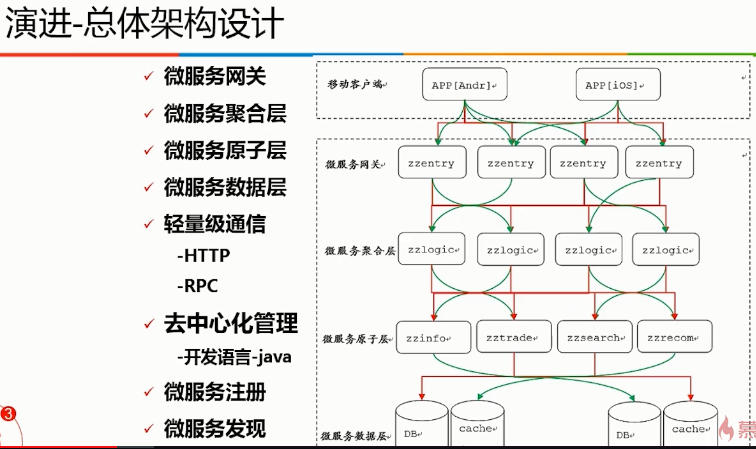 演进-总体架构设计
微服务网关
微服务聚合层
微服务原子层
微服务数据层
轻量级通信
-HTTP
-RPC
去中心化管理
-开发语言-java
微服务注册
微服务发现
3
移动客户端
APP[Andr]
APP[iOS]
微服务网关
zzentry
zzentry
zzentry
zzentry
微服务聚合层
zzlogic
zzlogic
zzlogic
zzlogic
微服务原子层
zzinfo
zztrade
zzsearch
zzrecom
微服务数据层
DB
cache
DB
cache